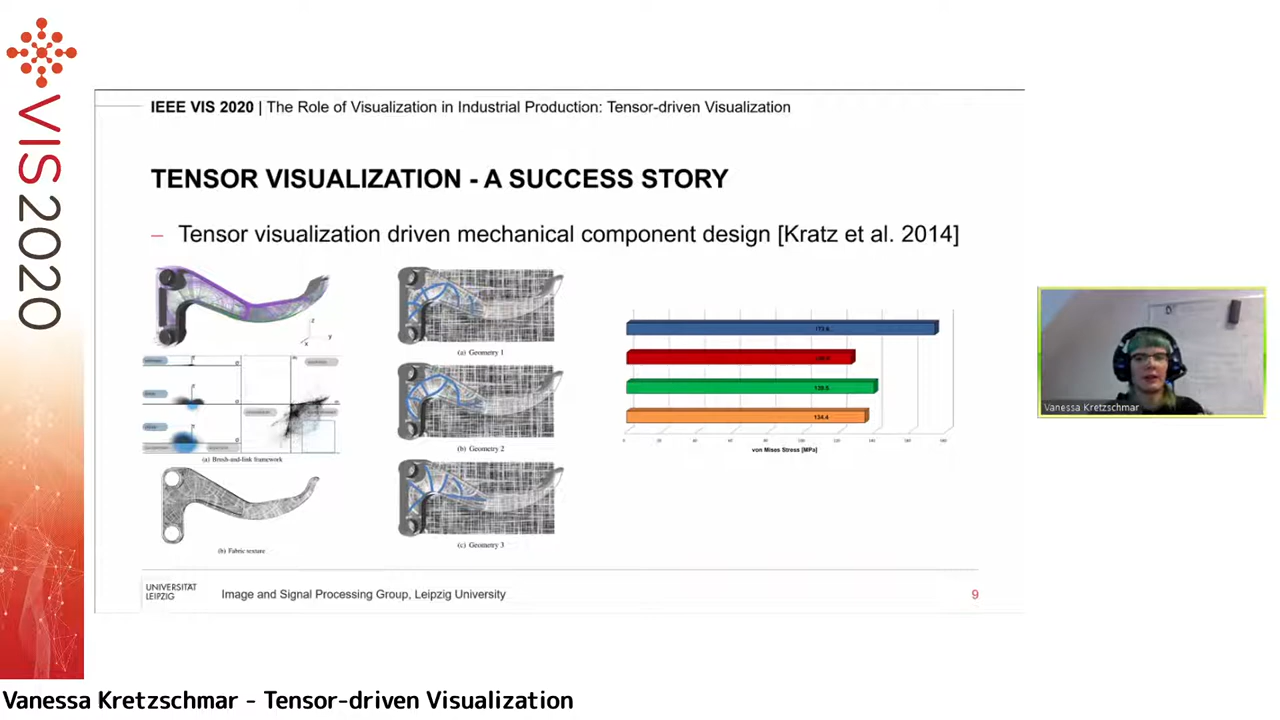 VIS2020
IEEE VIS 2020 | The Role of Visualization in Industrial Production: Tensor-driven Visualization
TENSOR VISUALIZATION - A SUCCESS STORY
– Tensor visualization driven mechanical component design [Kratz et al. 2014]
z
y
x
(a) Brush-and-link framework
(b) Fabric texture
(a) Geometry 1
(b) Geometry 2
(c) Geometry 3
134.4
von Mises Stress [MPa]
Vanessa Kretzschmar
UNIVERSITÄT
LEIPZIG
Image and Signal Processing Group, Leipzig University
9
Vanessa Kretzschmar - Tensor-driven Visualization